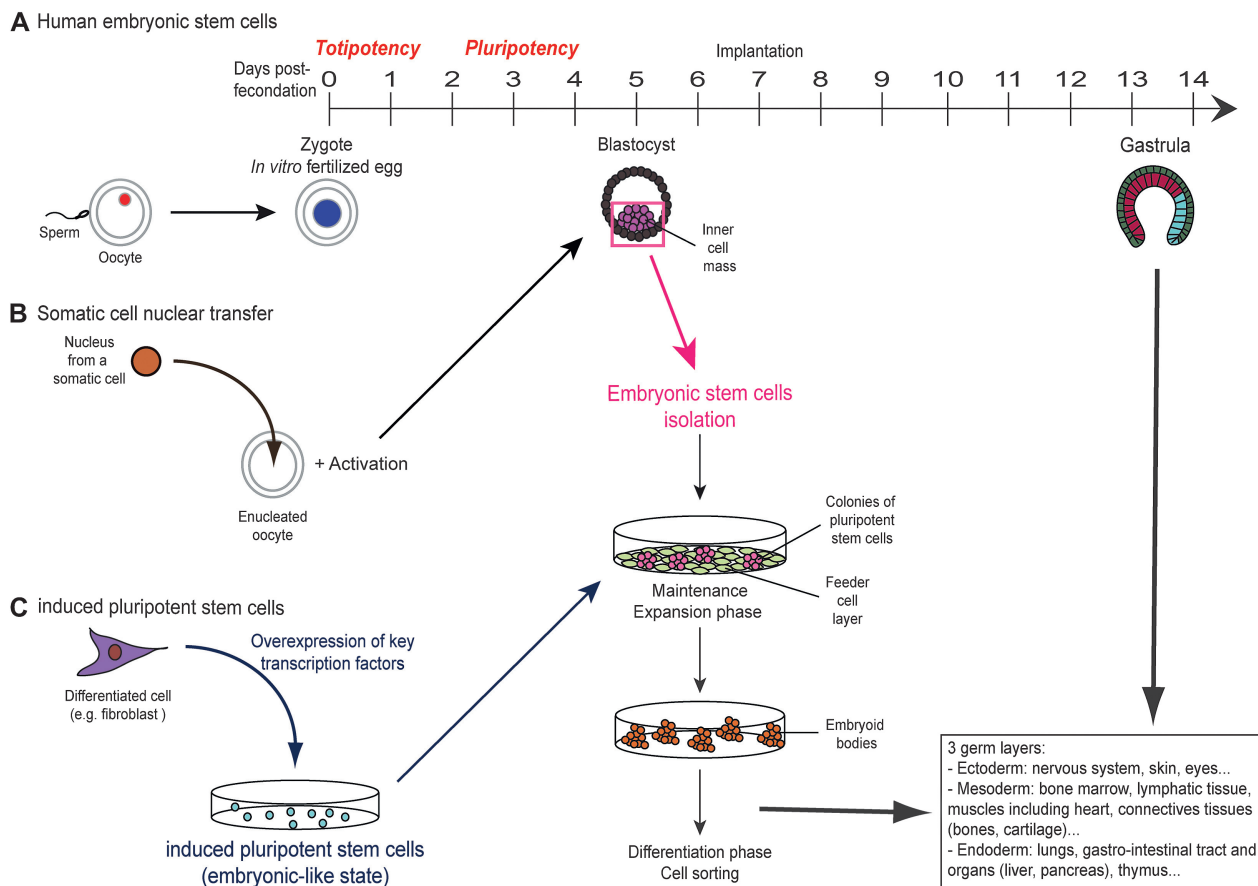 A Human embryonic stem cells
Totipotency
Pluripotency
Implantation
Days post-
fecondation
0 1 2 3 4 5 6 7 8 9 10 11 12 13 14
Zygote
In vitro fertilized egg
Blastocyst
Gastrula
Sperm
Oocyte
Inner
cell
mass
B Somatic cell nuclear transfer
Nucleus
from a
somatic cell
+ Activation
Enucleated
oocyte
Embryonic stem cells
isolation
Colonies of
pluripotent
stem cells
Feeder
cell
layer
Maintenance
Expansion phase
C induced pluripotent stem cells
Overexpression of key
transcription factors
Differentiated cell
(e.g. fibroblast )
induced pluripotent stem cells
(embryonic-like state)
Embryoid
bodies
Differentiation phase
Cell sorting
3 germ layers:
- Ectoderm: nervous system, skin, eyes...
- Mesoderm: bone marrow, lymphatic tissue,
muscles including heart, connectives tissues
(bones, cartilage)...
- Endoderm: lungs, gastro-intestinal tract and
organs (liver, pancreas), thymus...